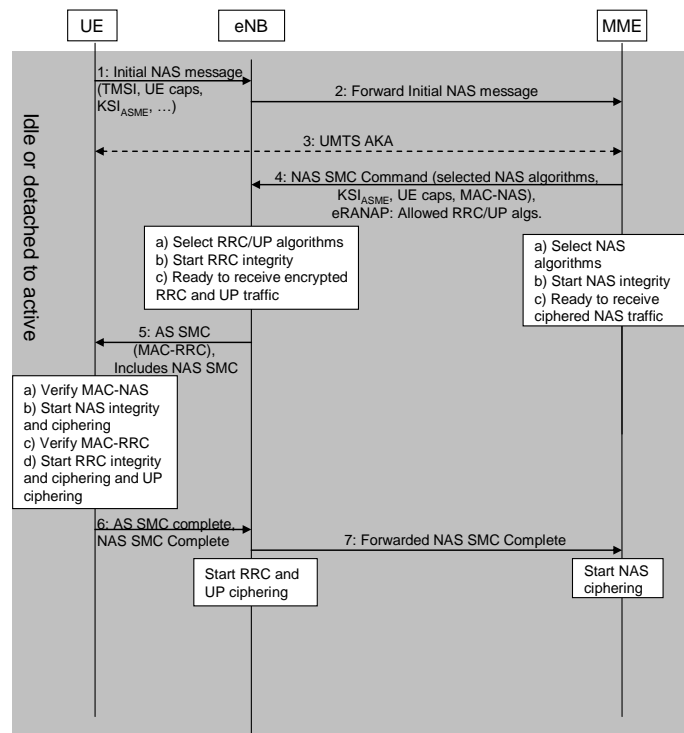 UE
eNB
MME
Idle or detached to active
1: Initial NAS message
(TMSI, UE caps,
KSIASME, …)
2: Forward Initial NAS message
3: UMTS AKA
4: NAS SMC Command (selected NAS algorithms,
KSIASME, UE caps, MAC-NAS),
eRANAP: Allowed RRC/UP algs.
a) Select RRC/UP algorithms
b) Start RRC integrity
c) Ready to receive encrypted
RRC and UP traffic
a) Select NAS
algorithms
b) Start NAS integrity
c) Ready to receive
ciphered NAS traffic
5: AS SMC
(MAC-RRC),
Includes NAS SMC
a) Verify MAC-NAS
b) Start NAS integrity
and ciphering
c) Verify MAC-RRC
d) Start RRC integrity
and ciphering and UP
ciphering
6: AS SMC complete,
NAS SMC Complete
7: Forwarded NAS SMC Complete
Start RRC and
UP ciphering
Start NAS
ciphering